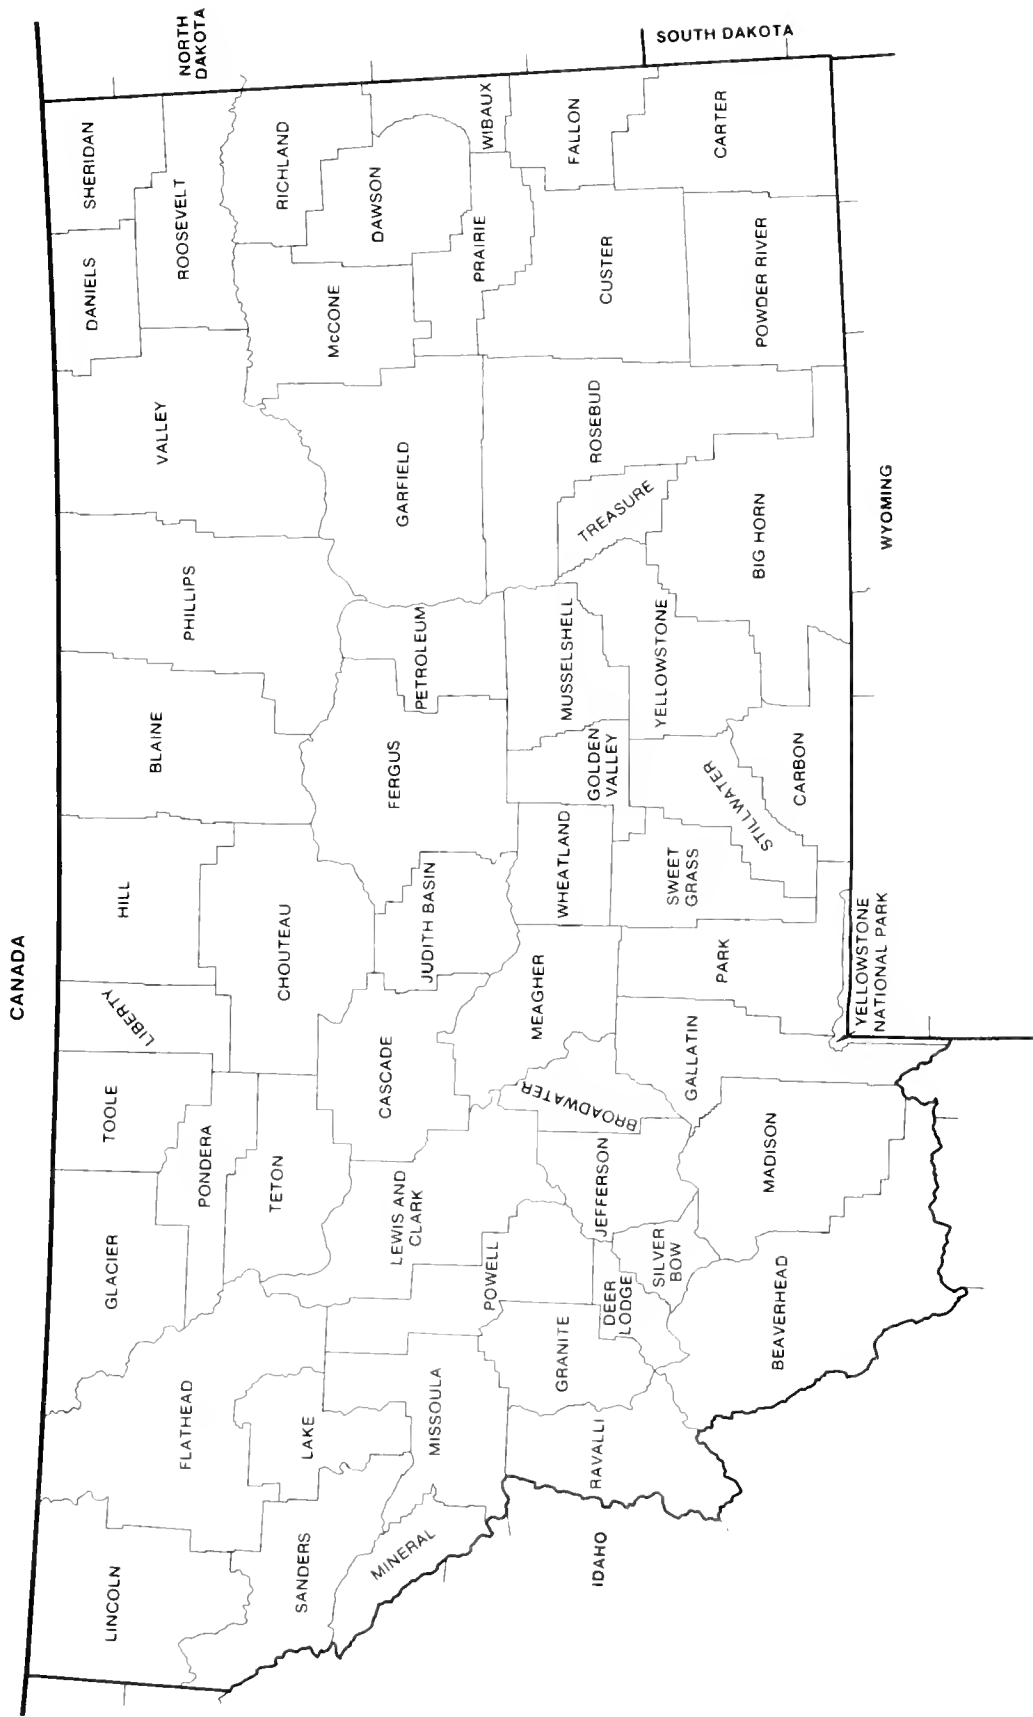 CANADA
LINCOLN
FLATHEAD
GLACIER
TOOLE
LIBERTY
HILL
BLAINE
PHILLIPS
VALLEY
DANIELS
SHERIDAN
ROOSEVELT
NORTH
DAKOTA
SANDERS
LAKE
PONDERA
TETON
CHOUTEAU
RICHLAND
McCONE
DAWSON
MINERAL
MISSOULA
LEWIS AND
CLARK
CASCADE
JUDITH BASIN
FERGUS
PETROLEUM
GARFIELD
PRAIRIE
WIBAUX
POWELL
GRANITE
RAVALLI
IDAHO
DEER
LODGE
SILVER
BOW
JEFFERSON
BROADWATER
MEAGHER
WHEATLAND
GOLDEN
VALLEY
MUSSELSHELL
TREASURE
ROSEBUD
CUSTER
FALLON
BEAVERHEAD
MADISON
GALLATIN
PARK
SWEET
GRASS
STILLWATER
CARBON
YELLOWSTONE
BIG HORN
POWDER RIVER
CARTER
SOUTH DAKOTA
YELLOWSTONE
NATIONAL PARK
WYOMING